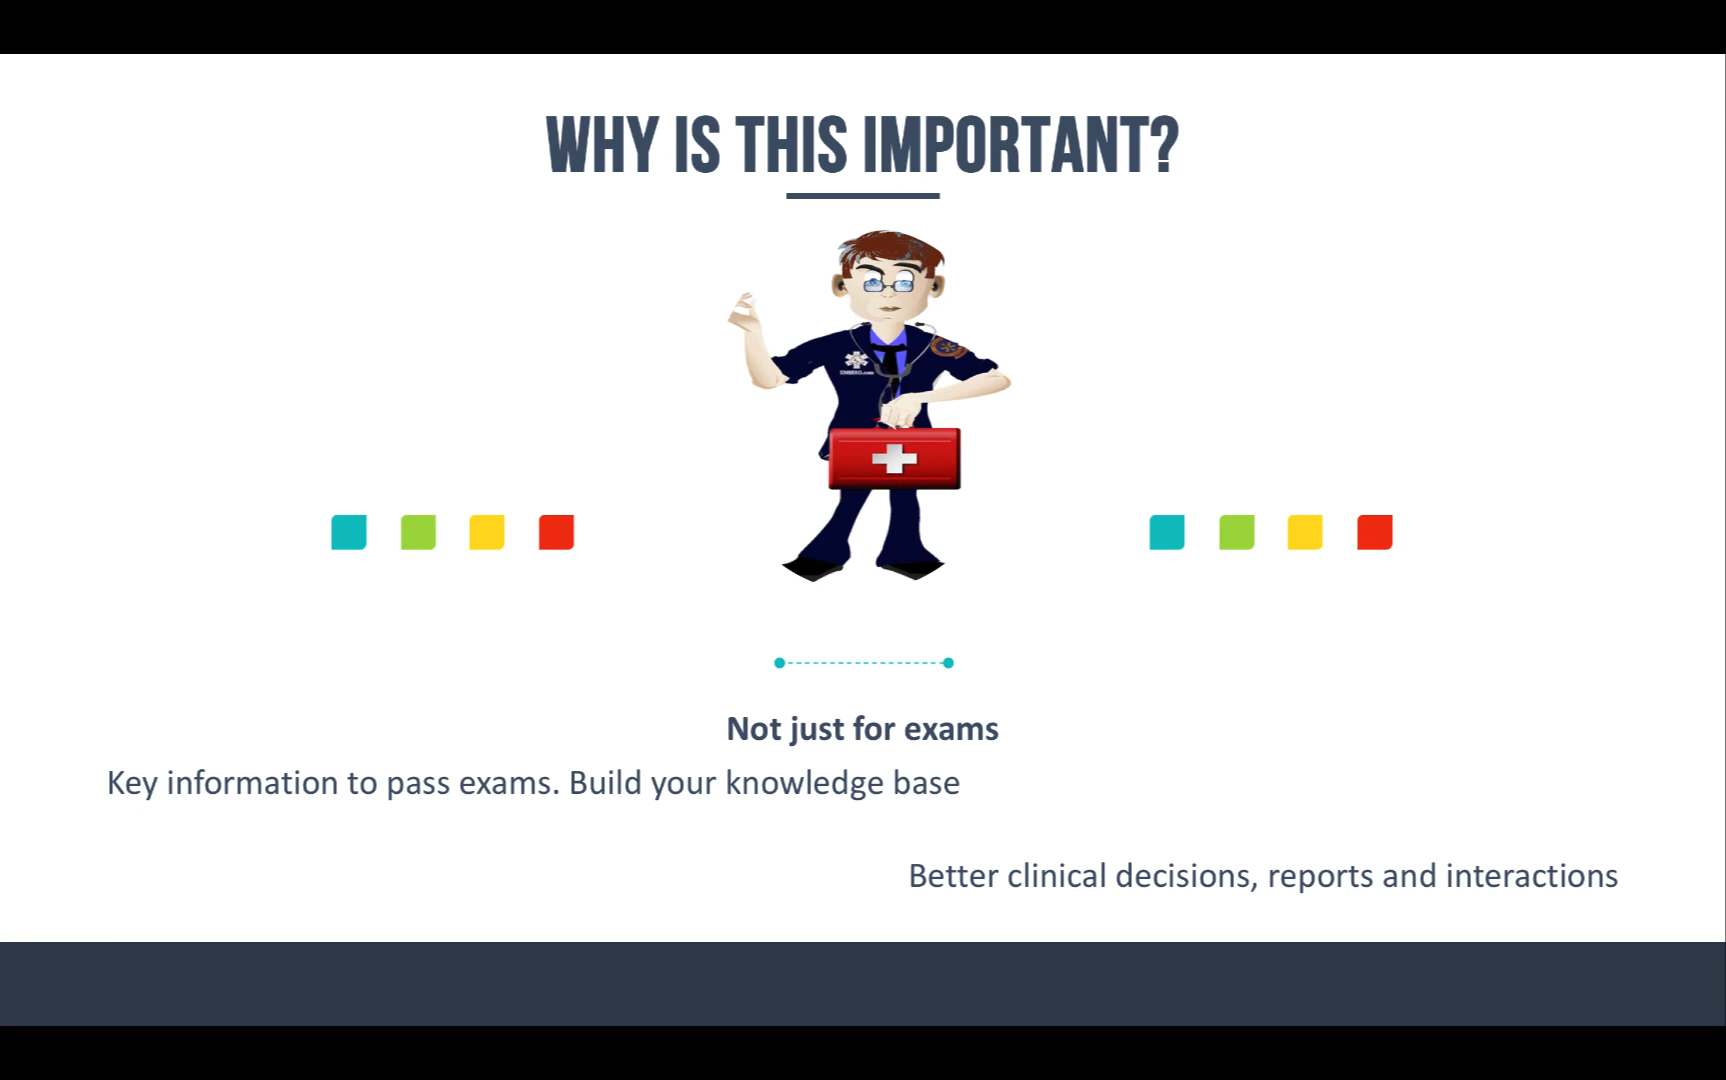 WHY IS THIS IMPORTANT?
Not just for exams
Key information to pass exams. Build your knowledge base
Better clinical decisions, reports and interactions